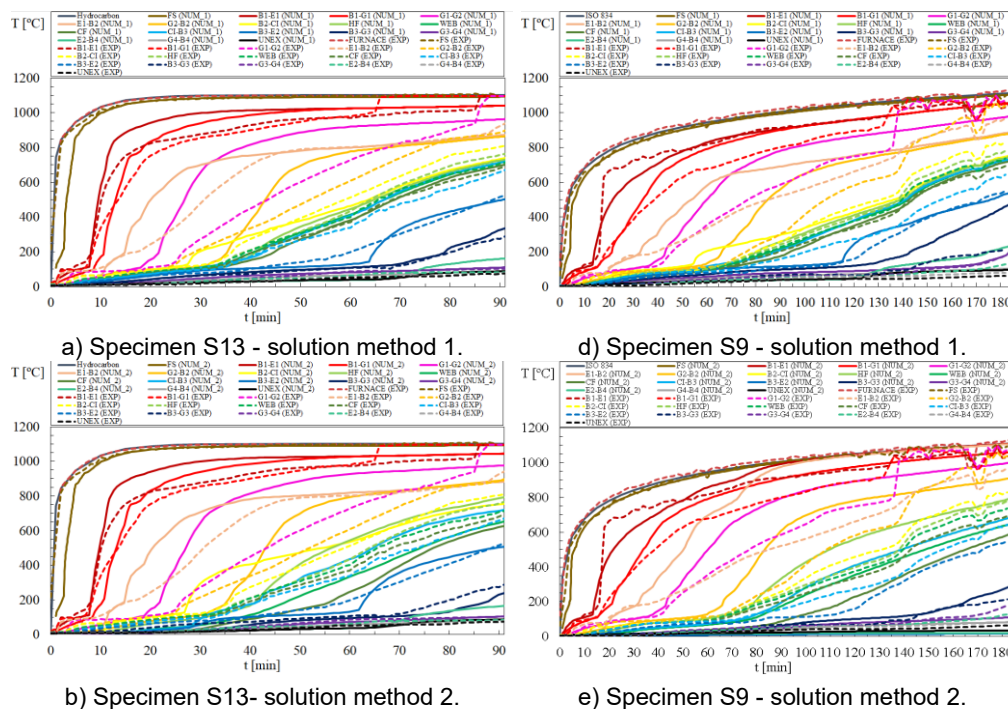 T [°C]
Hydrocarbon FS (NUM_1) B1-E1 (NUM_1) B1-G1 (NUM_1) G1-G2 (NUM_1)
E1-B2 (NUM_1) G2-B2 (NUM_1) B2-CI (NUM_1) HF (NUM_1) WEB (NUM_1)
CF (NUM_1) CI-B3 (NUM_1) B3-E2 (NUM_1) B3-G3 (NUM_1) G3-G4 (NUM_1)
E2-B4 (NUM_1) G4-B4 (NUM_1) UNEX (NUM_1) FURNACE (EXP) FS (EXP)
B1-E1 (EXP) B1-G1 (EXP) G1-G2 (EXP) E1-B2 (EXP) G2-B2 (EXP)
B2-CI (EXP) HF (EXP) WEB (EXP) CF (EXP) CI-B3 (EXP)
B3-E2 (EXP) B3-G3 (EXP) G3-G4 (EXP) E2-B4 (EXP) G4-B4 (EXP)
UNEX (EXP)
1200
1000
800
600
400
200
0
0 10 20 30 40 50 60 70 80 90
t [min]
a) Specimen S13 - solution method 1.
T [°C]
ISO 834 FS (NUM_1) B1-E1 (NUM_1) B1-G1 (NUM_1) G1-G2 (NUM_1)
E1-B2 (NUM_1) G2-B2 (NUM_1) B2-CI (NUM_1) HF (NUM_1) WEB (NUM_1)
CF (NUM_1) CI-B3 (NUM_1) B3-E2 (NUM_1) B3-G3 (NUM_1) G3-G4 (NUM_1)
E2-B4 (NUM_1) G4-B4 (NUM_1) UNEX (NUM_1) FURNACE (EXP) FS (EXP)
B1-E1 (EXP) B1-G1 (EXP) G1-G2 (EXP) E1-B2 (EXP) G2-B2 (EXP)
B2-CI (EXP) HF (EXP) WEB (EXP) CF (EXP) CI-B3 (EXP)
B3-E2 (EXP) B3-G3 (EXP) G3-G4 (EXP) E2-B4 (EXP) G4-B4 (EXP)
UNEX (EXP)
1200
1000
800
600
400
200
0
0 10 20 30 40 50 60 70 80 90 100 110 120 130 140 150 160 170 180
t [min]
d) Specimen S9 - solution method 1.
T [°C]
Hydrocarbon FS (NUM_2) B1-E1 (NUM_2) B1-G1 (NUM_2) G1-G2 (NUM_2)
E1-B2 (NUM_2) G2-B2 (NUM_2) B2-CI (NUM_2) HF (NUM_2) WEB (NUM_2)
CF (NUM_2) CI-B3 (NUM_2) B3-E2 (NUM_2) B3-G3 (NUM_2) G3-G4 (NUM_2)
E2-B4 (NUM_2) G4-B4 (NUM_2) UNEX (NUM_2) FURNACE (EXP) FS (EXP)
B1-E1 (EXP) B1-G1 (EXP) G1-G2 (EXP) E1-B2 (EXP) G2-B2 (EXP)
B2-CI (EXP) HF (EXP) WEB (EXP) CF (EXP) CI-B3 (EXP)
B3-E2 (EXP) B3-G3 (EXP) G3-G4 (EXP) E2-B4 (EXP) G4-B4 (EXP)
UNEX (EXP)
1200
1000
800
600
400
200
0
0 10 20 30 40 50 60 70 80 90
t [min]
b) Specimen S13- solution method 2.
T [°C]
ISO 834 FS (NUM_2) B1-E1 (NUM_2) B1-G1 (NUM_2) G1-G2 (NUM_2)
E1-B2 (NUM_2) G2-B2 (NUM_2) B2-CI (NUM_2) HF (NUM_2) WEB (NUM_2)
CF (NUM_2) CI-B3 (NUM_2) B3-E2 (NUM_2) B3-G3 (NUM_2) G3-G4 (NUM_2)
E2-B4 (NUM_2) G4-B4 (NUM_2) UNEX (NUM_2) FURNACE (EXP) FS (EXP)
B1-E1 (EXP) B1-G1 (EXP) G1-G2 (EXP) E1-B2 (EXP) G2-B2 (EXP)
B2-CI (EXP) HF (EXP) WEB (EXP) CF (EXP) CI-B3 (EXP)
B3-E2 (EXP) B3-G3 (EXP) G3-G4 (EXP) E2-B4 (EXP) G4-B4 (EXP)
UNEX (EXP)
1200
1000
800
600
400
200
0
0 10 20 30 40 50 60 70 80 90 100 110 120 130 140 150 160 170 180
t [min]
e) Specimen S9 - solution method 2.